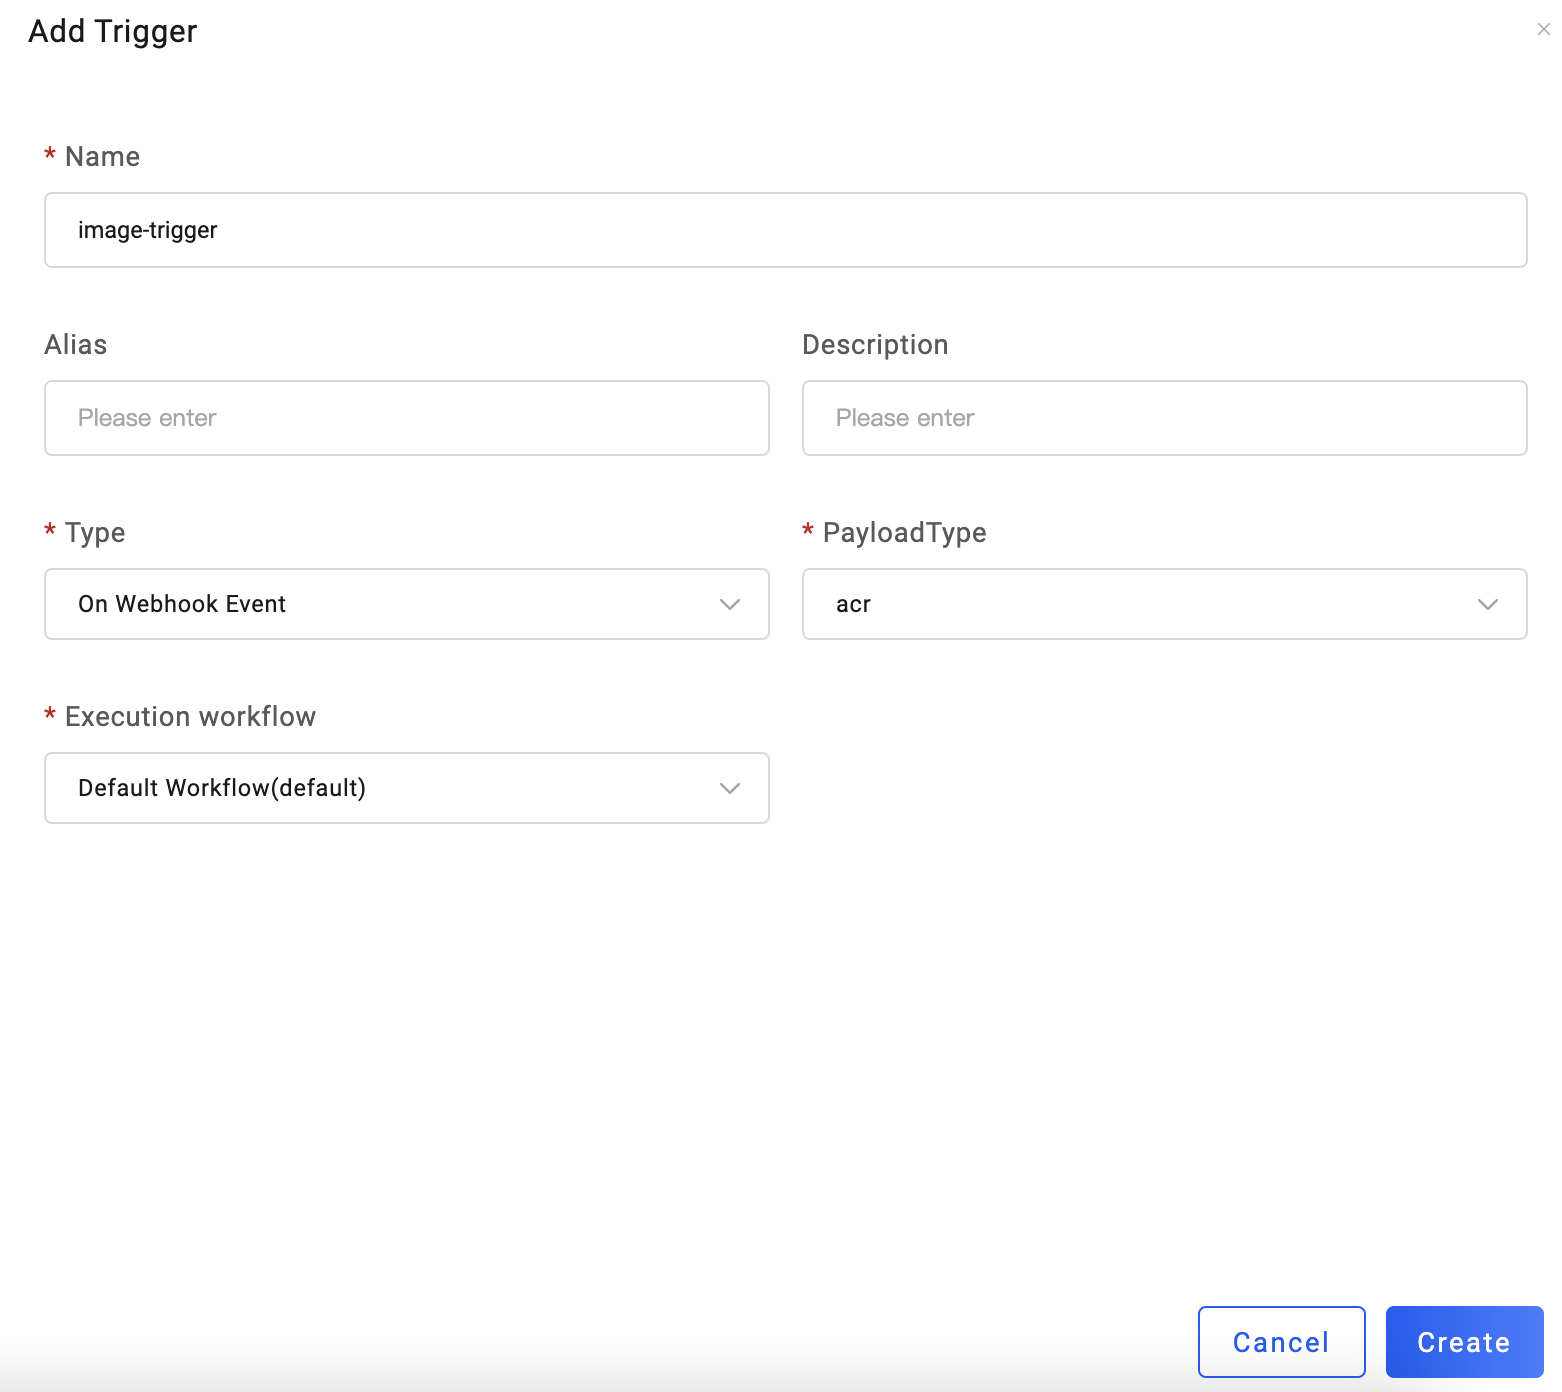 Add Trigger
* Name
image-trigger
Alias
Description
Please enter
Please enter
* Type
* PayloadType
On Webhook Event
acr
* Execution workflow
Default Workflow(default)
Cancel
Create